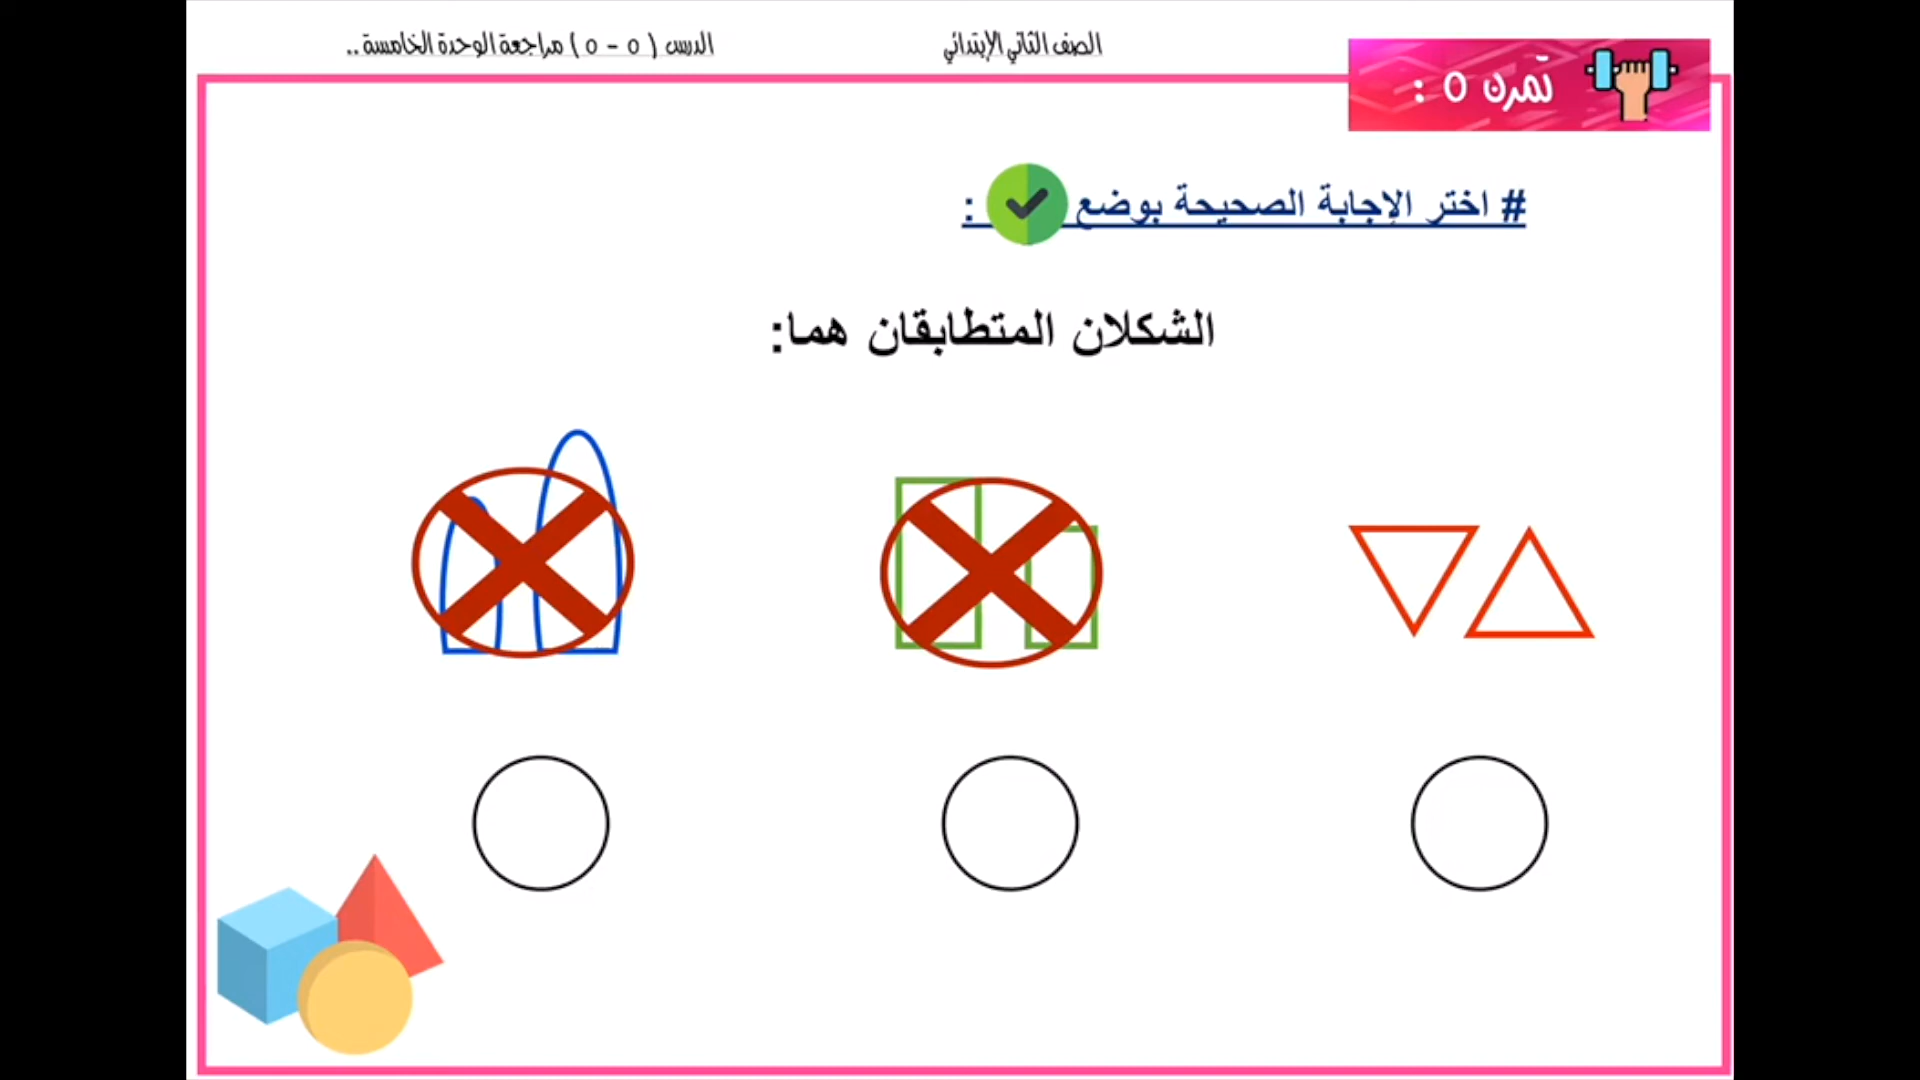 الدرس ( ٥ - ٥ ) مراجعة الوحدة الخامسة ..
الصف الثاني الإبتدائي
تمرن ٥ :
# اختر الإجابة الصحيحة بوضع :
الشكلان المتطابقان هما: